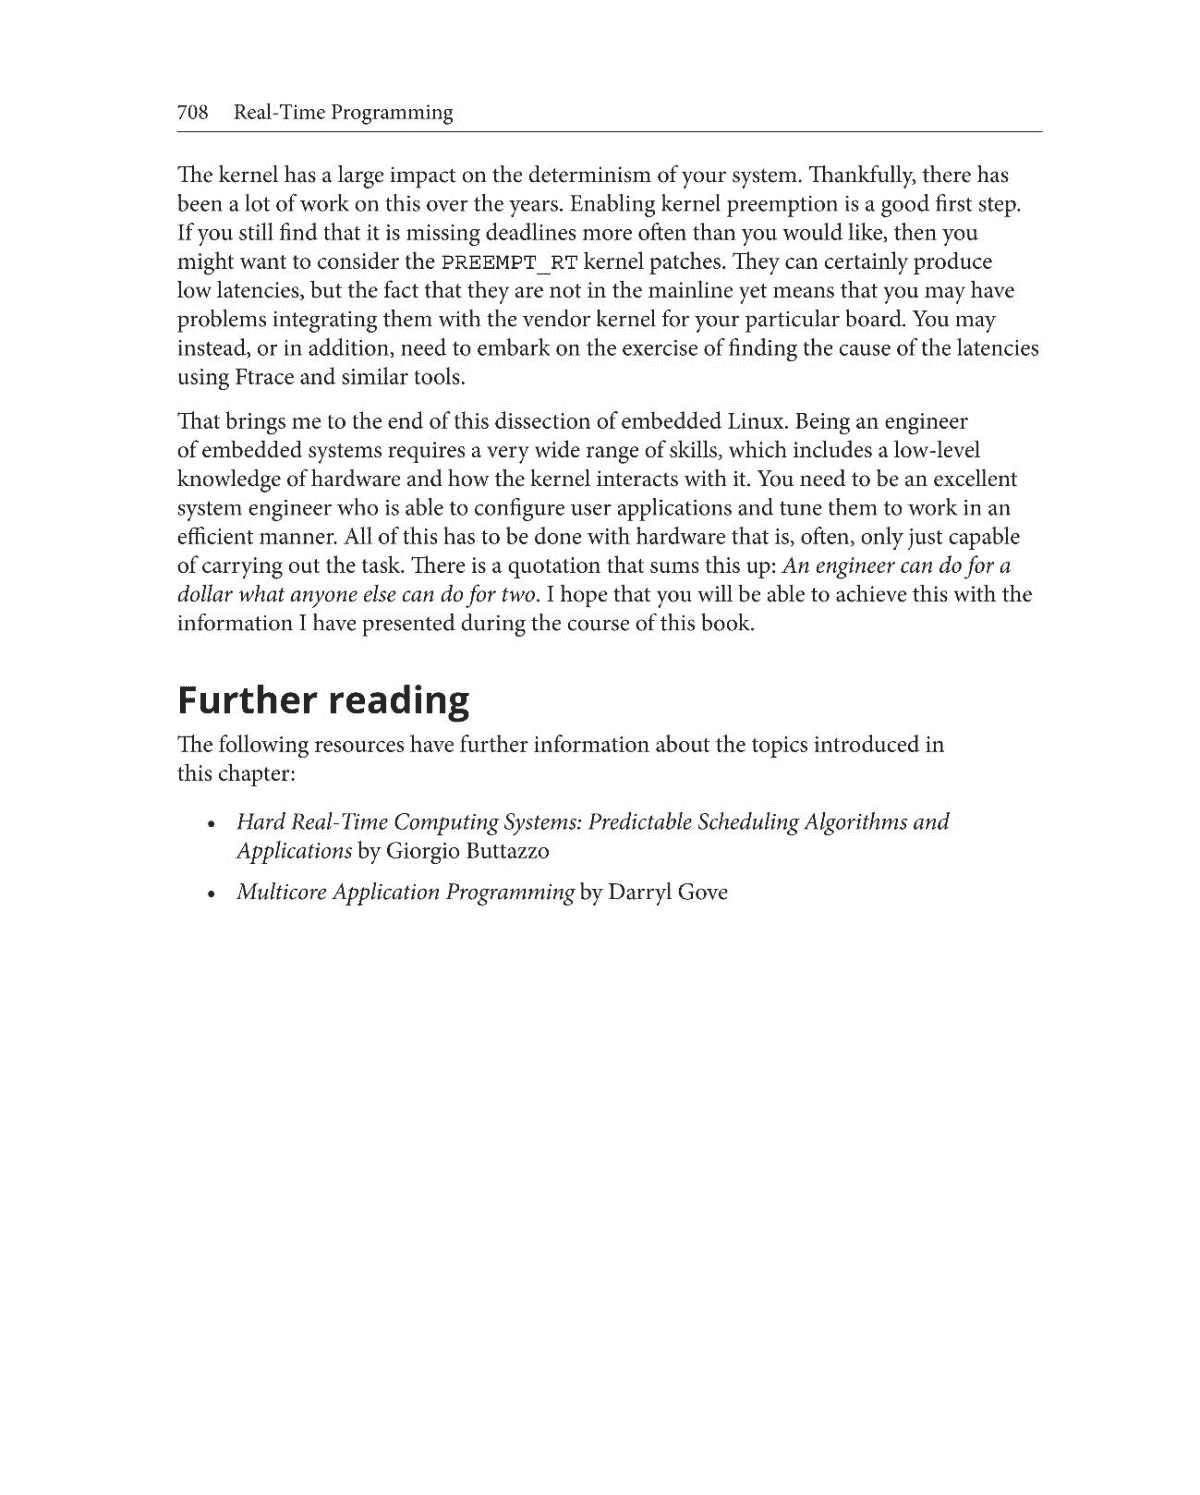 708 Real-Time Programming
The kernel has a large impact on the determinism of your system. Thankfully, there has
been a lot of work on this over the years. Enabling kernel preemption is a good first step.
If you still find that it is missing deadlines more often than you would like, then you
might want to consider the PREEMPT_RT kernel patches. They can certainly produce
low latencies, but the fact that they are not in the mainline yet means that you may have
problems integrating them with the vendor kernel for your particular board. You may
instead, or in addition, need to embark on the exercise of finding the cause of the latencies
using Ftrace and similar tools.
That brings me to the end of this dissection of embedded Linux. Being an engineer
of embedded systems requires a very wide range of skills, which includes a low-level
knowledge of hardware and how the kernel interacts with it. You need to be an excellent
system engineer who is able to configure user applications and tune them to work in an
efficient manner. All of this has to be done with hardware that is, often, only just capable
of carrying out the task. There is a quotation that sums this up: An engineer can do for a
dollar what anyone else can do for two. I hope that you will be able to achieve this with the
information I have presented during the course of this book.
Further reading
The following resources have further information about the topics introduced in
this chapter:
• Hard Real-Time Computing Systems: Predictable Scheduling Algorithms and
Applications by Giorgio Buttazzo
• Multicore Application Programming by Darryl Gove